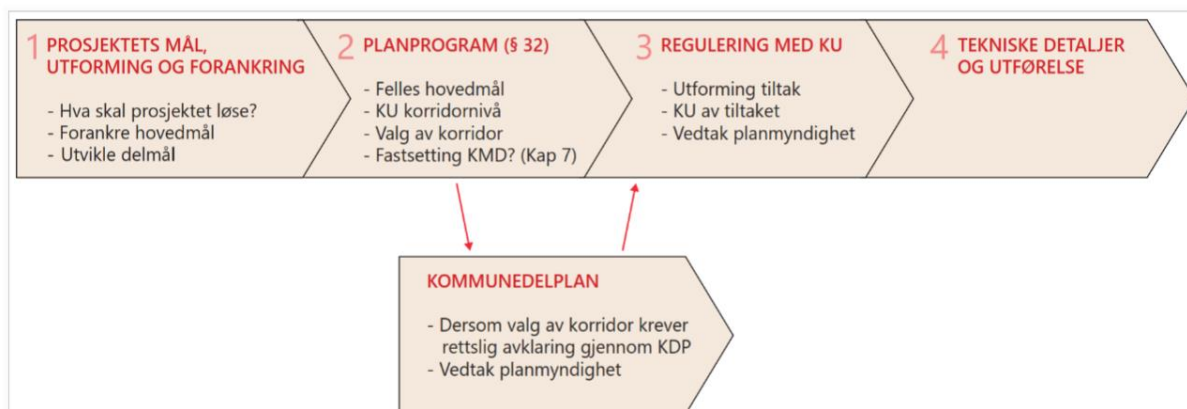 1 PROSJEKTETS MÅL,
UTFORMING OG FORANKRING
- Hva skal prosjektet løse?
- Forankre hovedmål
- Utvikle delmål
2 PLANPROGRAM (§ 32)
- Felles hovedmål
- KU korridornivå
- Valg av korridor
- Fastsetting KMD? (Kap 7)
3 REGULERING MED KU
- Utforming tiltak
- KU av tiltaket
- Vedtak planmyndighet
4 TEKNISKE DETALJER
OG UTFØRELSE
KOMMUNEDELPLAN
- Dersom valg av korridor krever
rettslig avklaring gjennom KDP
- Vedtak planmyndighet